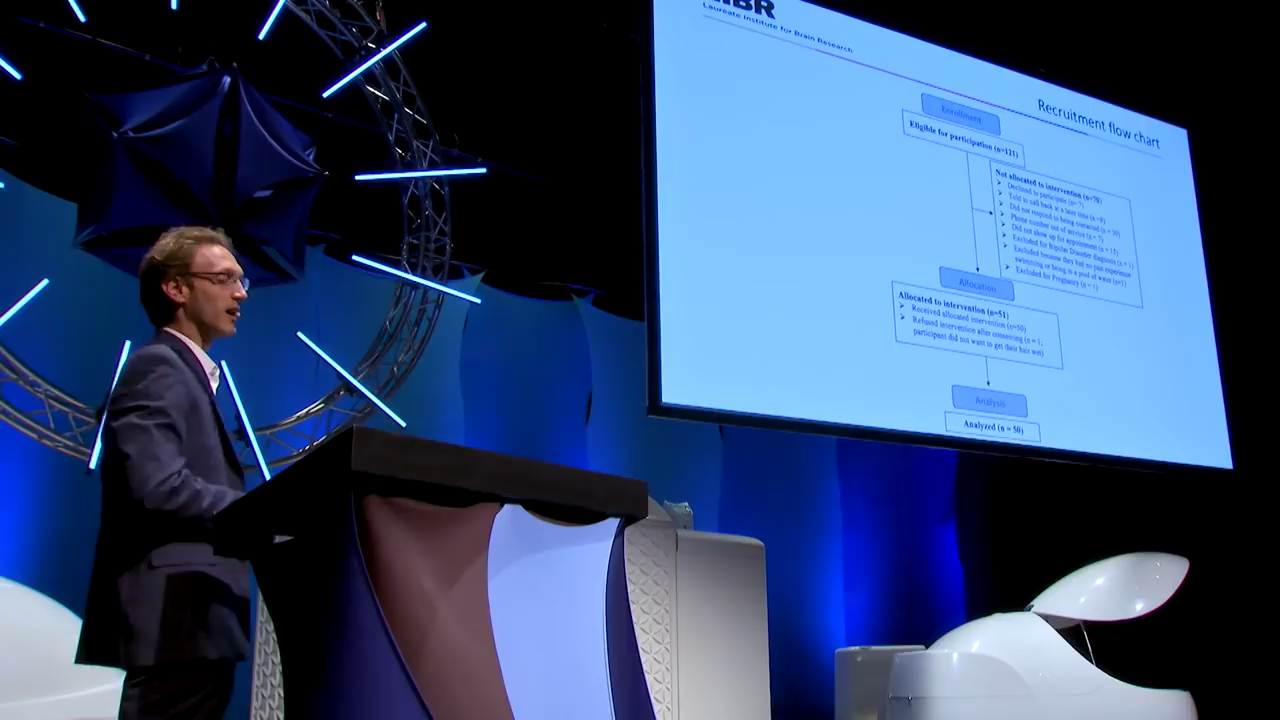 LIBR
Laureate Institute for Brain Research
Recruitment flow chart
Enrollment
Eligible for participation (n=121)
Not allocated to intervention (n=70)
Declined to participate (n= 7)
Told to call back at a later time (n =8)
Did not respond to being contacted (n = 30)
Phone number out of service (n = 7)
Did not show up for appointment (n = 15)
Excluded for Bipolar Disorder diagnosis (n = 1)
Excluded because they had no past experience
swimming or being in a pool of water (n=1)
Excluded for Pregnancy (n = 1)
Allocation
Allocated to intervention (n=51)
Received allocated intervention (n=50)
Refused intervention after consenting (n = 1;
participant did not want to get their hair wet)
Analysis
Analyzed (n = 50)